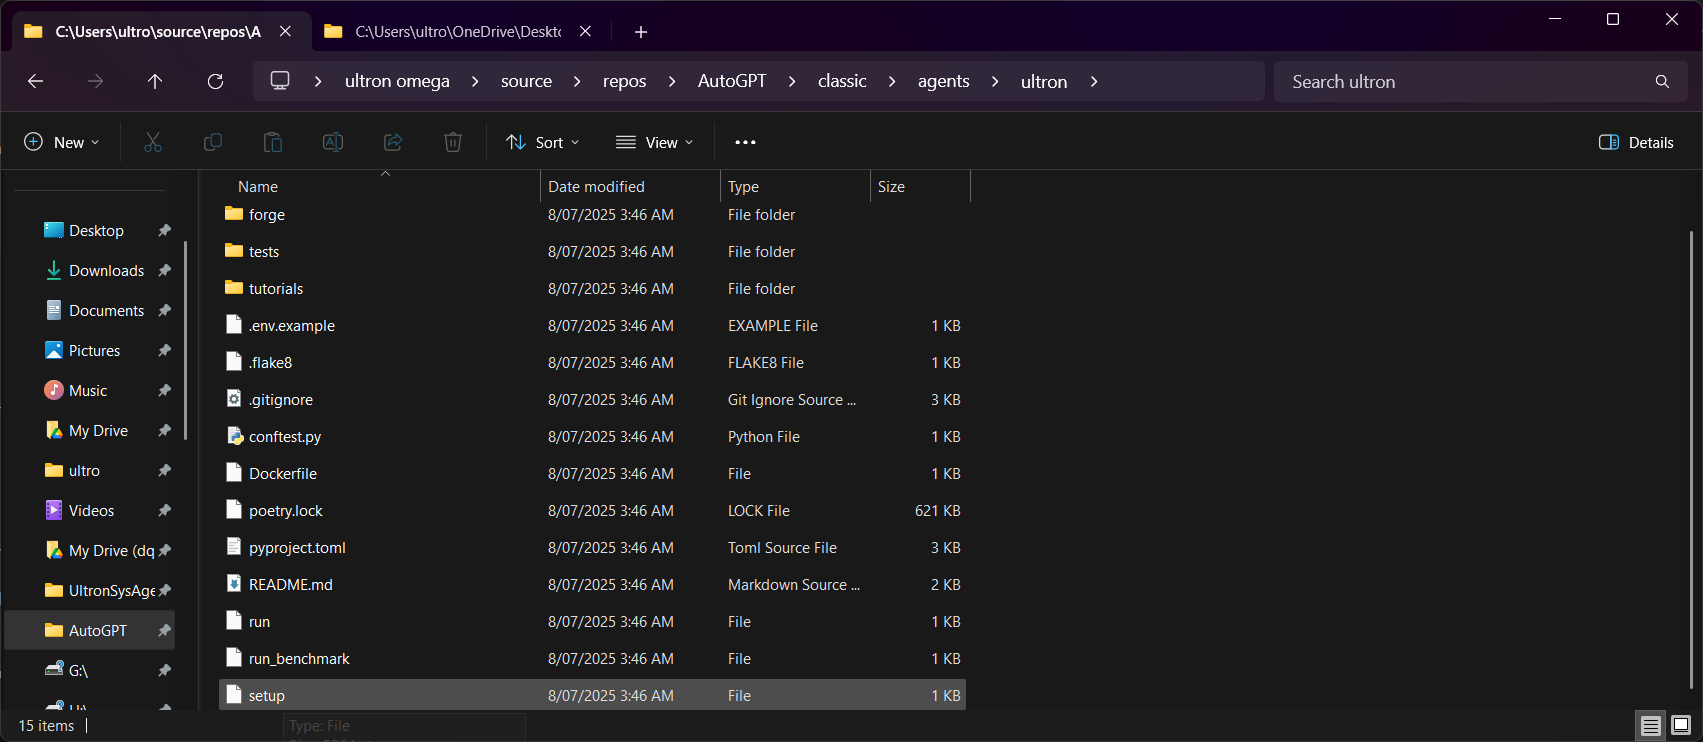 C:\Users\ultro\source\repos\A
C:\Users\ultro\OneDrive\Deskto
ultron omega > source > repos > AutoGPT > classic > agents > ultron >
Search ultron
New
Sort
View
Details
Name Date modified Type Size
forge 8/07/2025 3:46 AM File folder
tests 8/07/2025 3:46 AM File folder
tutorials 8/07/2025 3:46 AM File folder
.env.example 8/07/2025 3:46 AM EXAMPLE File 1 KB
.flake8 8/07/2025 3:46 AM FLAKE8 File 1 KB
.gitignore 8/07/2025 3:46 AM Git Ignore Source ... 3 KB
conftest.py 8/07/2025 3:46 AM Python File 1 KB
Dockerfile 8/07/2025 3:46 AM File 1 KB
poetry.lock 8/07/2025 3:46 AM LOCK File 621 KB
pyproject.toml 8/07/2025 3:46 AM Toml Source File 3 KB
README.md 8/07/2025 3:46 AM Markdown Source ... 2 KB
run 8/07/2025 3:46 AM File 1 KB
run_benchmark 8/07/2025 3:46 AM File 1 KB
setup 8/07/2025 3:46 AM File 1 KB
Desktop
Downloads
Documents
Pictures
Music
My Drive
ultro
Videos
My Drive (dq
UltronSysAge
AutoGPT
G:\
15 items
Type: File